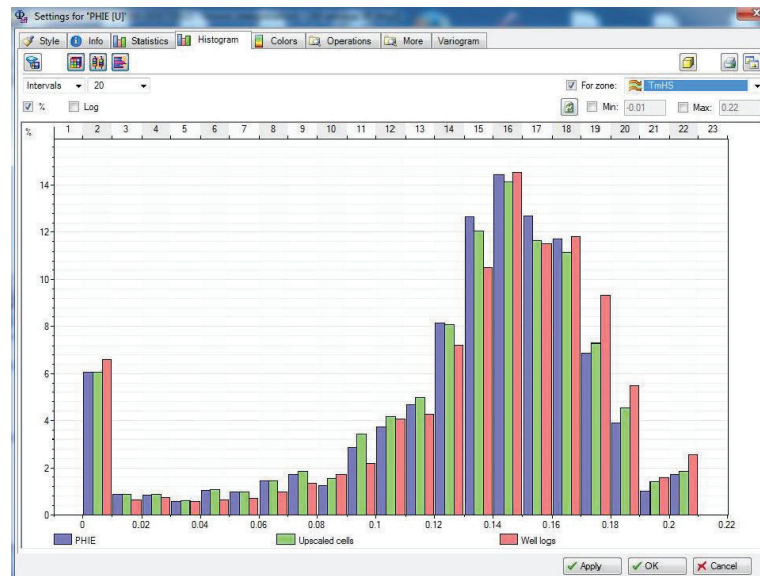 Settings for "PHIE [U]"
Style Info Statistics Histogram Colors Operations More Variogram
Intervals 20 For zone: TmHS
% Log Min: -0.01 Max: 0.22
% 1 2 3 4 5 6 7 8 9 10 11 12 13 14 15 16 17 18 19 20 21 22 23
14
12
10
8
6
4
2
0
0 0.02 0.04 0.06 0.08 0.1 0.12 0.14 0.16 0.18 0.2 0.22
PHIE Upscaled cells Well logs
Apply OK Cancel